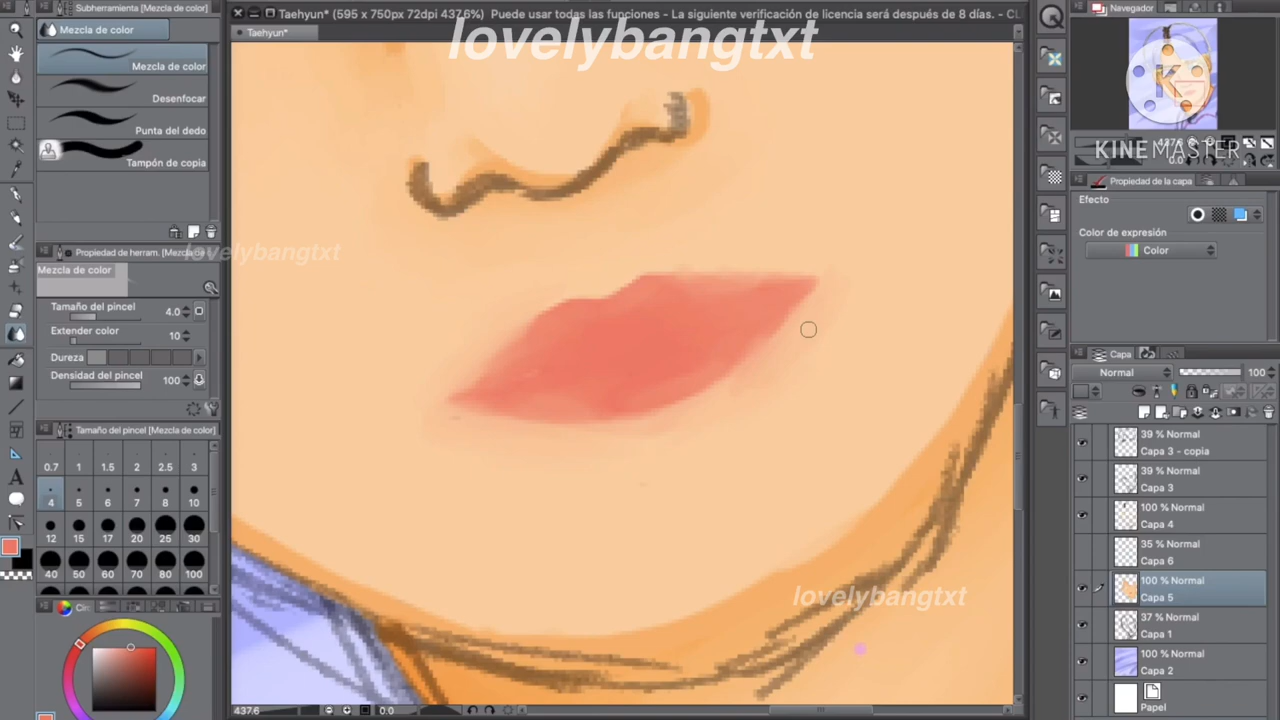 Subherramienta [Mezcla de color]
Mezcla de color
Mezcla de color
Desenfocar
Punta del dedo
Tampón de copia
Propiedad de herram. [Mezcla de
Mezcla de color
Tamaño del pincel 4.0
Extender color 10
Dureza
Densidad del pincel 100
Tamaño del pincel [Mezcla de color]
0.7 1 1.5 2 2.5 3
4 5 6 7 8 10
12 15 17 20 25 30
40 50 60 70 80 100
Taehyun* (595 x 750px 72dpi 437.6%) Puede usar todas las funciones - La siguiente verificación de licencia será después de 8 días. - CL
Taehyun*
lovelybangtxt
lovelybangtxt
lovelybangtxt
437.6 0.0
Navegador
KINEMASTER
0.0
Propiedad de la capa
Efecto
Color de expresión
Color
Capa
Normal 100
39 % Normal
Capa 3 - copia
39 % Normal
Capa 3
100 % Normal
Capa 4
35 % Normal
Capa 6
100 % Normal
Capa 5
37 % Normal
Capa 1
100 % Normal
Capa 2
Papel